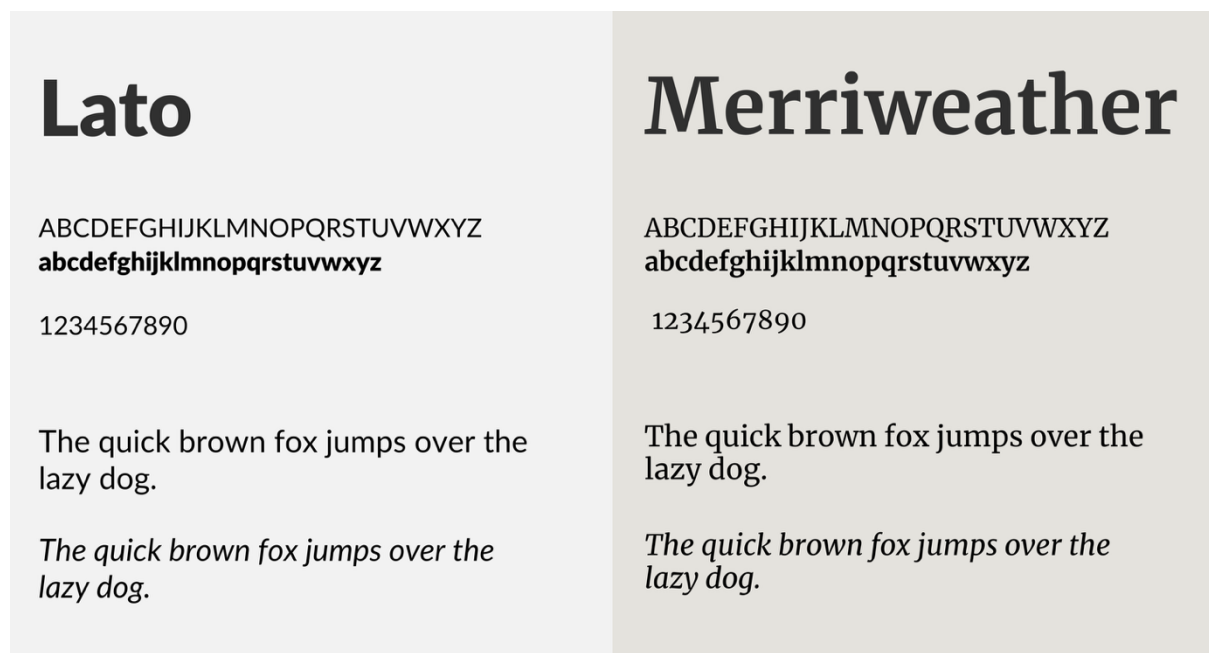 Lato
ABCDEFGHIJKLMNOPQRSTUVWXYZ
abcdefghijklmnopqrstuvwxyz
1234567890
The quick brown fox jumps over the
lazy dog.
The quick brown fox jumps over the
lazy dog.
Merriweather
ABCDEFGHIJKLMNOPQRSTUVWXYZ
abcdefghijklmnopqrstuvwxyz
1234567890
The quick brown fox jumps over the
lazy dog.
The quick brown fox jumps over the
lazy dog.